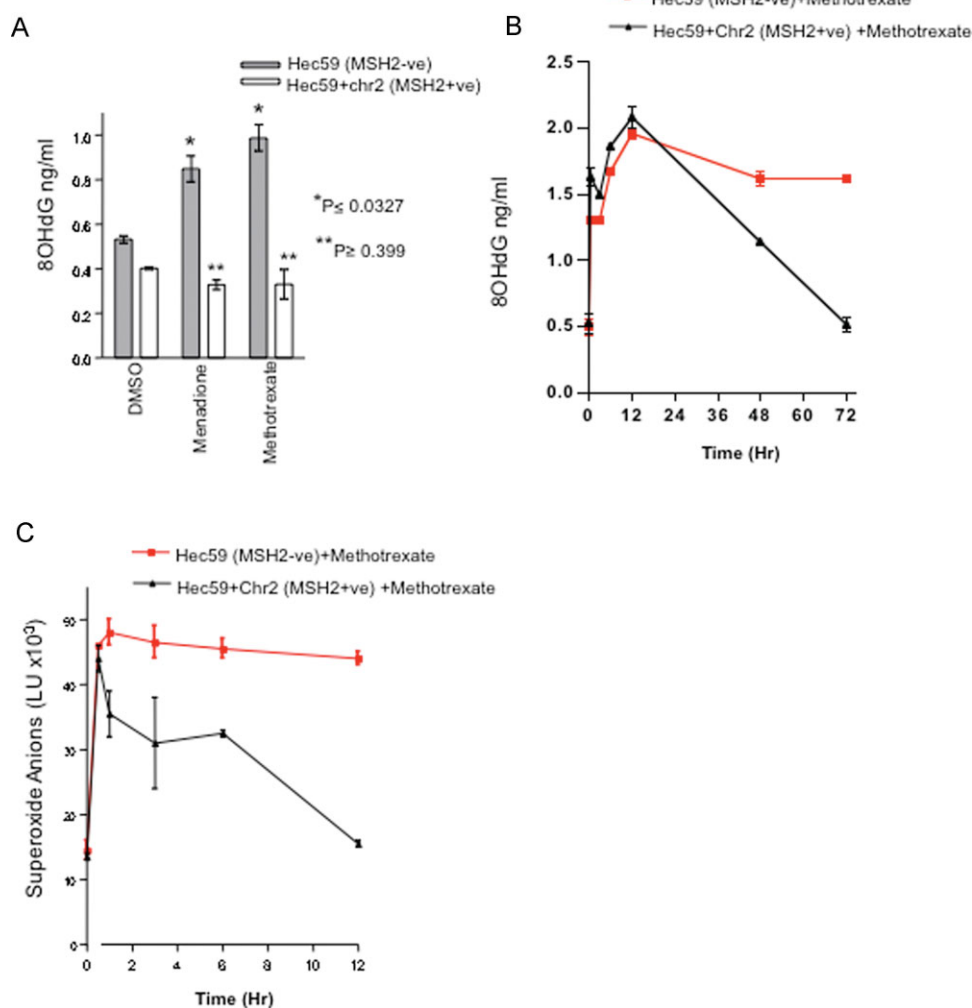 A
Hec59 (MSH2-ve)
Hec59+chr2 (MSH2+ve)
8OHdG ng/ml
1.0
0.8
0.6
0.4
0.2
0.0
*
*
**
**
*P≤ 0.0327
**P≥ 0.399
DMSO
Menadione
Methotrexate
B
Hec59 (MSH2-ve)+Methotrexate
Hec59+Chr2 (MSH2+ve) +Methotrexate
8OHdG ng/ml
2.5
2.0
1.5
1.0
0.5
0.0
0 12 24 36 48 60 72
Time (Hr)
C
Hec59 (MSH2-ve)+Methotrexate
Hec59+Chr2 (MSH2+ve) +Methotrexate
Superoxide Anions (LU x10³)
50
40
30
20
10
0
0 2 4 6 8 10 12
Time (Hr)